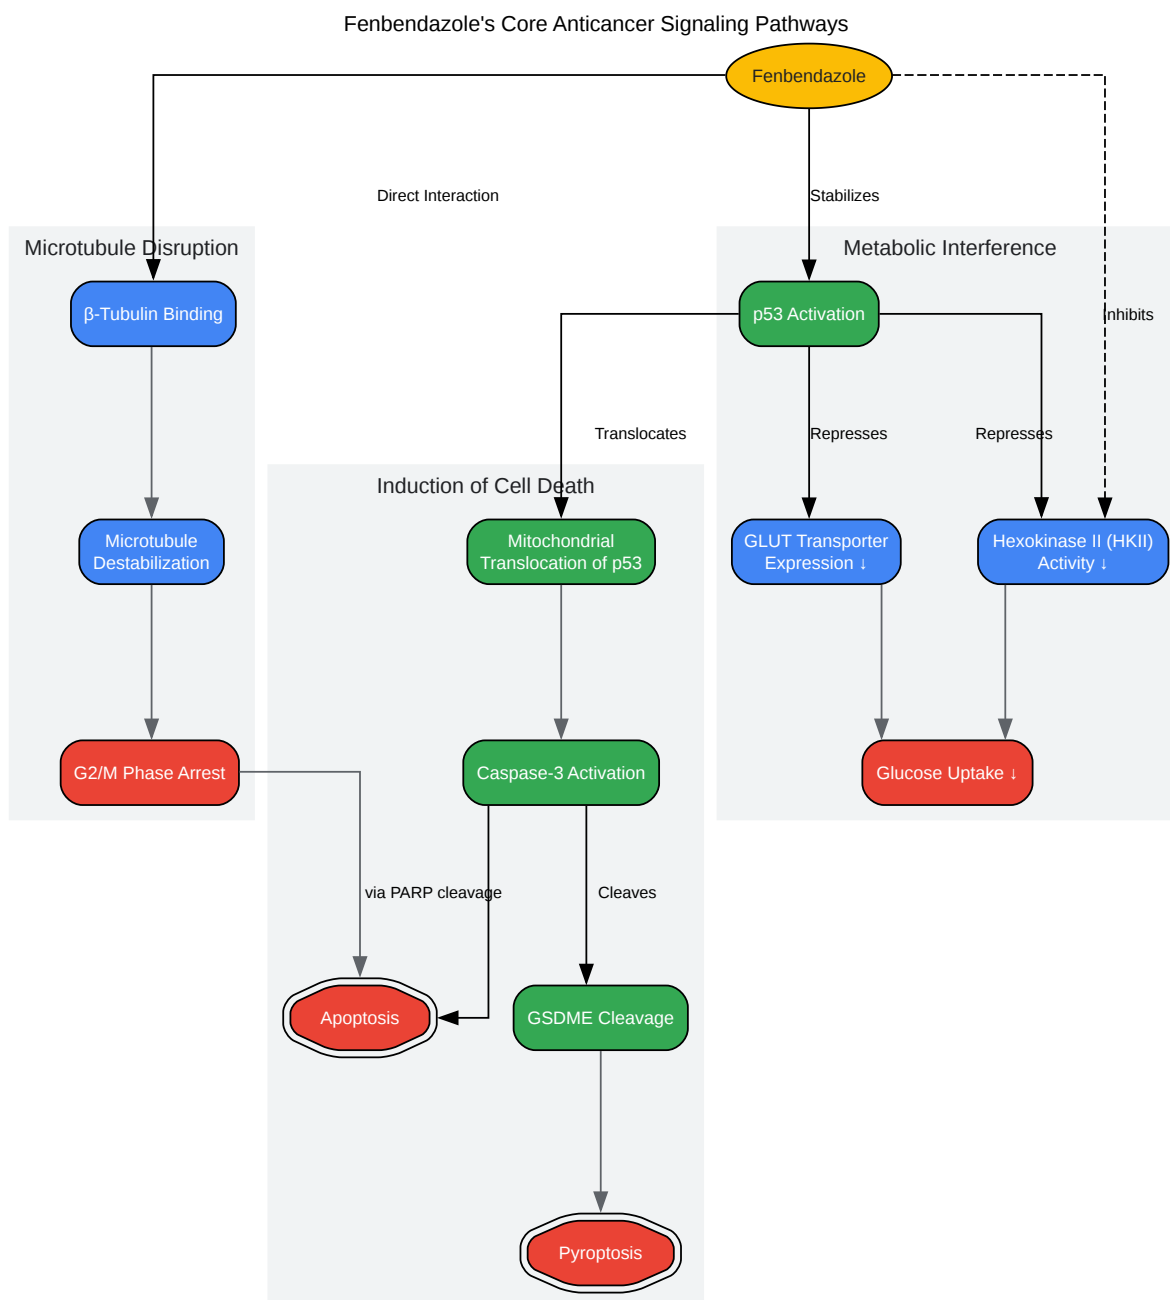 Fenbendazole's Core Anticancer Signaling Pathways
Fenbendazole
Direct Interaction
Stabilizes
Microtubule Disruption
Metabolic Interference
β-Tubulin Binding
p53 Activation
Inhibits
Translocates
Represses
Represses
Induction of Cell Death
Microtubule
Destabilization
Mitochondrial
Translocation of p53
GLUT Transporter
Expression ↓
Hexokinase II (HKII)
Activity ↓
G2/M Phase Arrest
Caspase-3 Activation
Glucose Uptake ↓
via PARP cleavage
Cleaves
Apoptosis
GSDME Cleavage
Pyroptosis